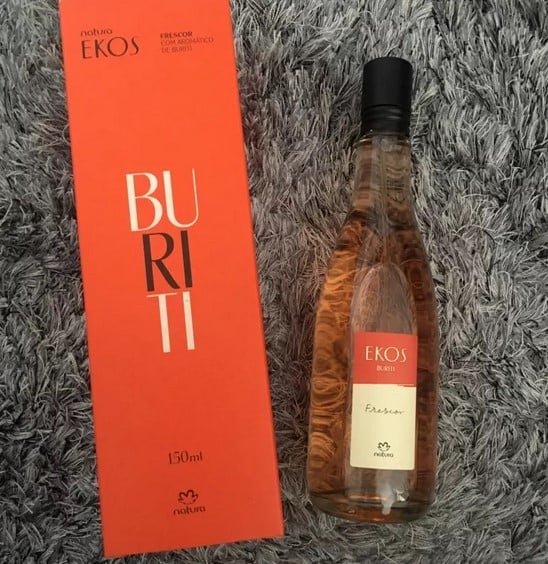 natura
EKOS
FRESCOR
COM AROMÁTICO
DE BURITI
BU
RI
TI
150ml
natura
EKOS
BURITI
Frescor
natura